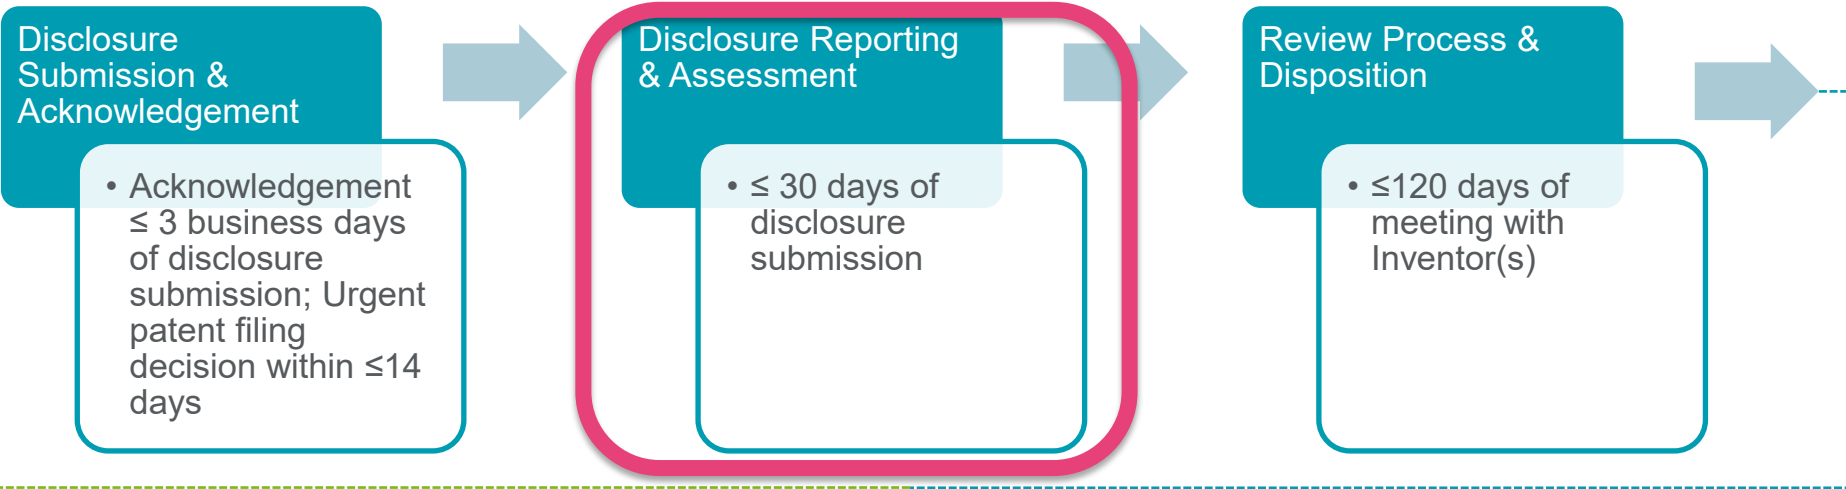 Disclosure
Submission &
Acknowledgement
• Acknowledgement
≤ 3 business days
of disclosure
submission; Urgent
patent filing
decision within ≤14
days
Disclosure Reporting
& Assessment
• ≤ 30 days of
disclosure
submission
Review Process &
Disposition
• ≤120 days of
meeting with
Inventor(s)